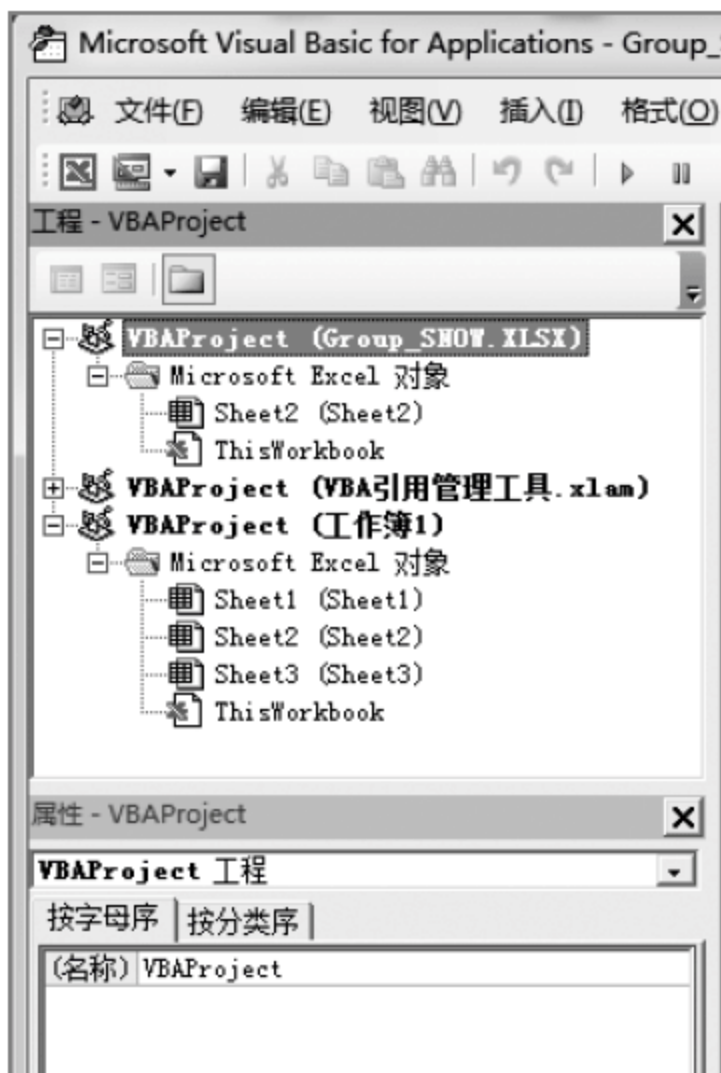 Microsoft Visual Basic for Applications - Group_
文件(F) 编辑(E) 视图(V) 插入(I) 格式(O)
工程 - VBAProject
VBAProject (Group_SHOW.XLSX)
Microsoft Excel 对象
Sheet2 (Sheet2)
ThisWorkbook
VBAProject (VBA引用管理工具.xlam)
VBAProject (工作簿1)
Microsoft Excel 对象
Sheet1 (Sheet1)
Sheet2 (Sheet2)
Sheet3 (Sheet3)
ThisWorkbook
属性 - VBAProject
VBAProject 工程
按字母序 按分类序
(名称) VBAProject